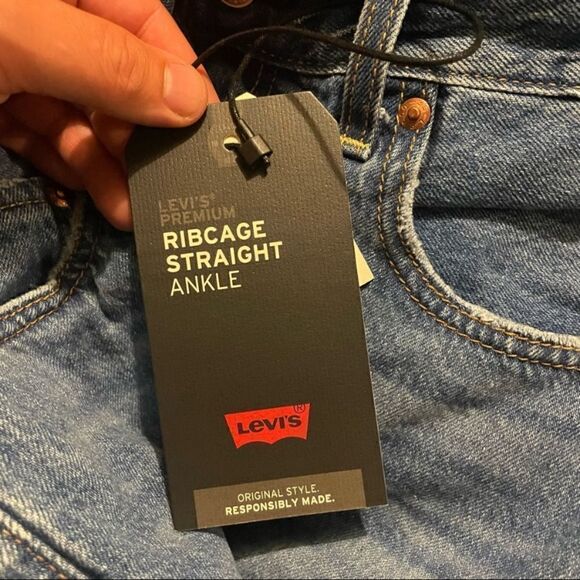 LEVI'S®
PREMIUM
RIBCAGE
STRAIGHT
ANKLE
LEVI'S®
ORIGINAL STYLE.
RESPONSIBLY MADE.